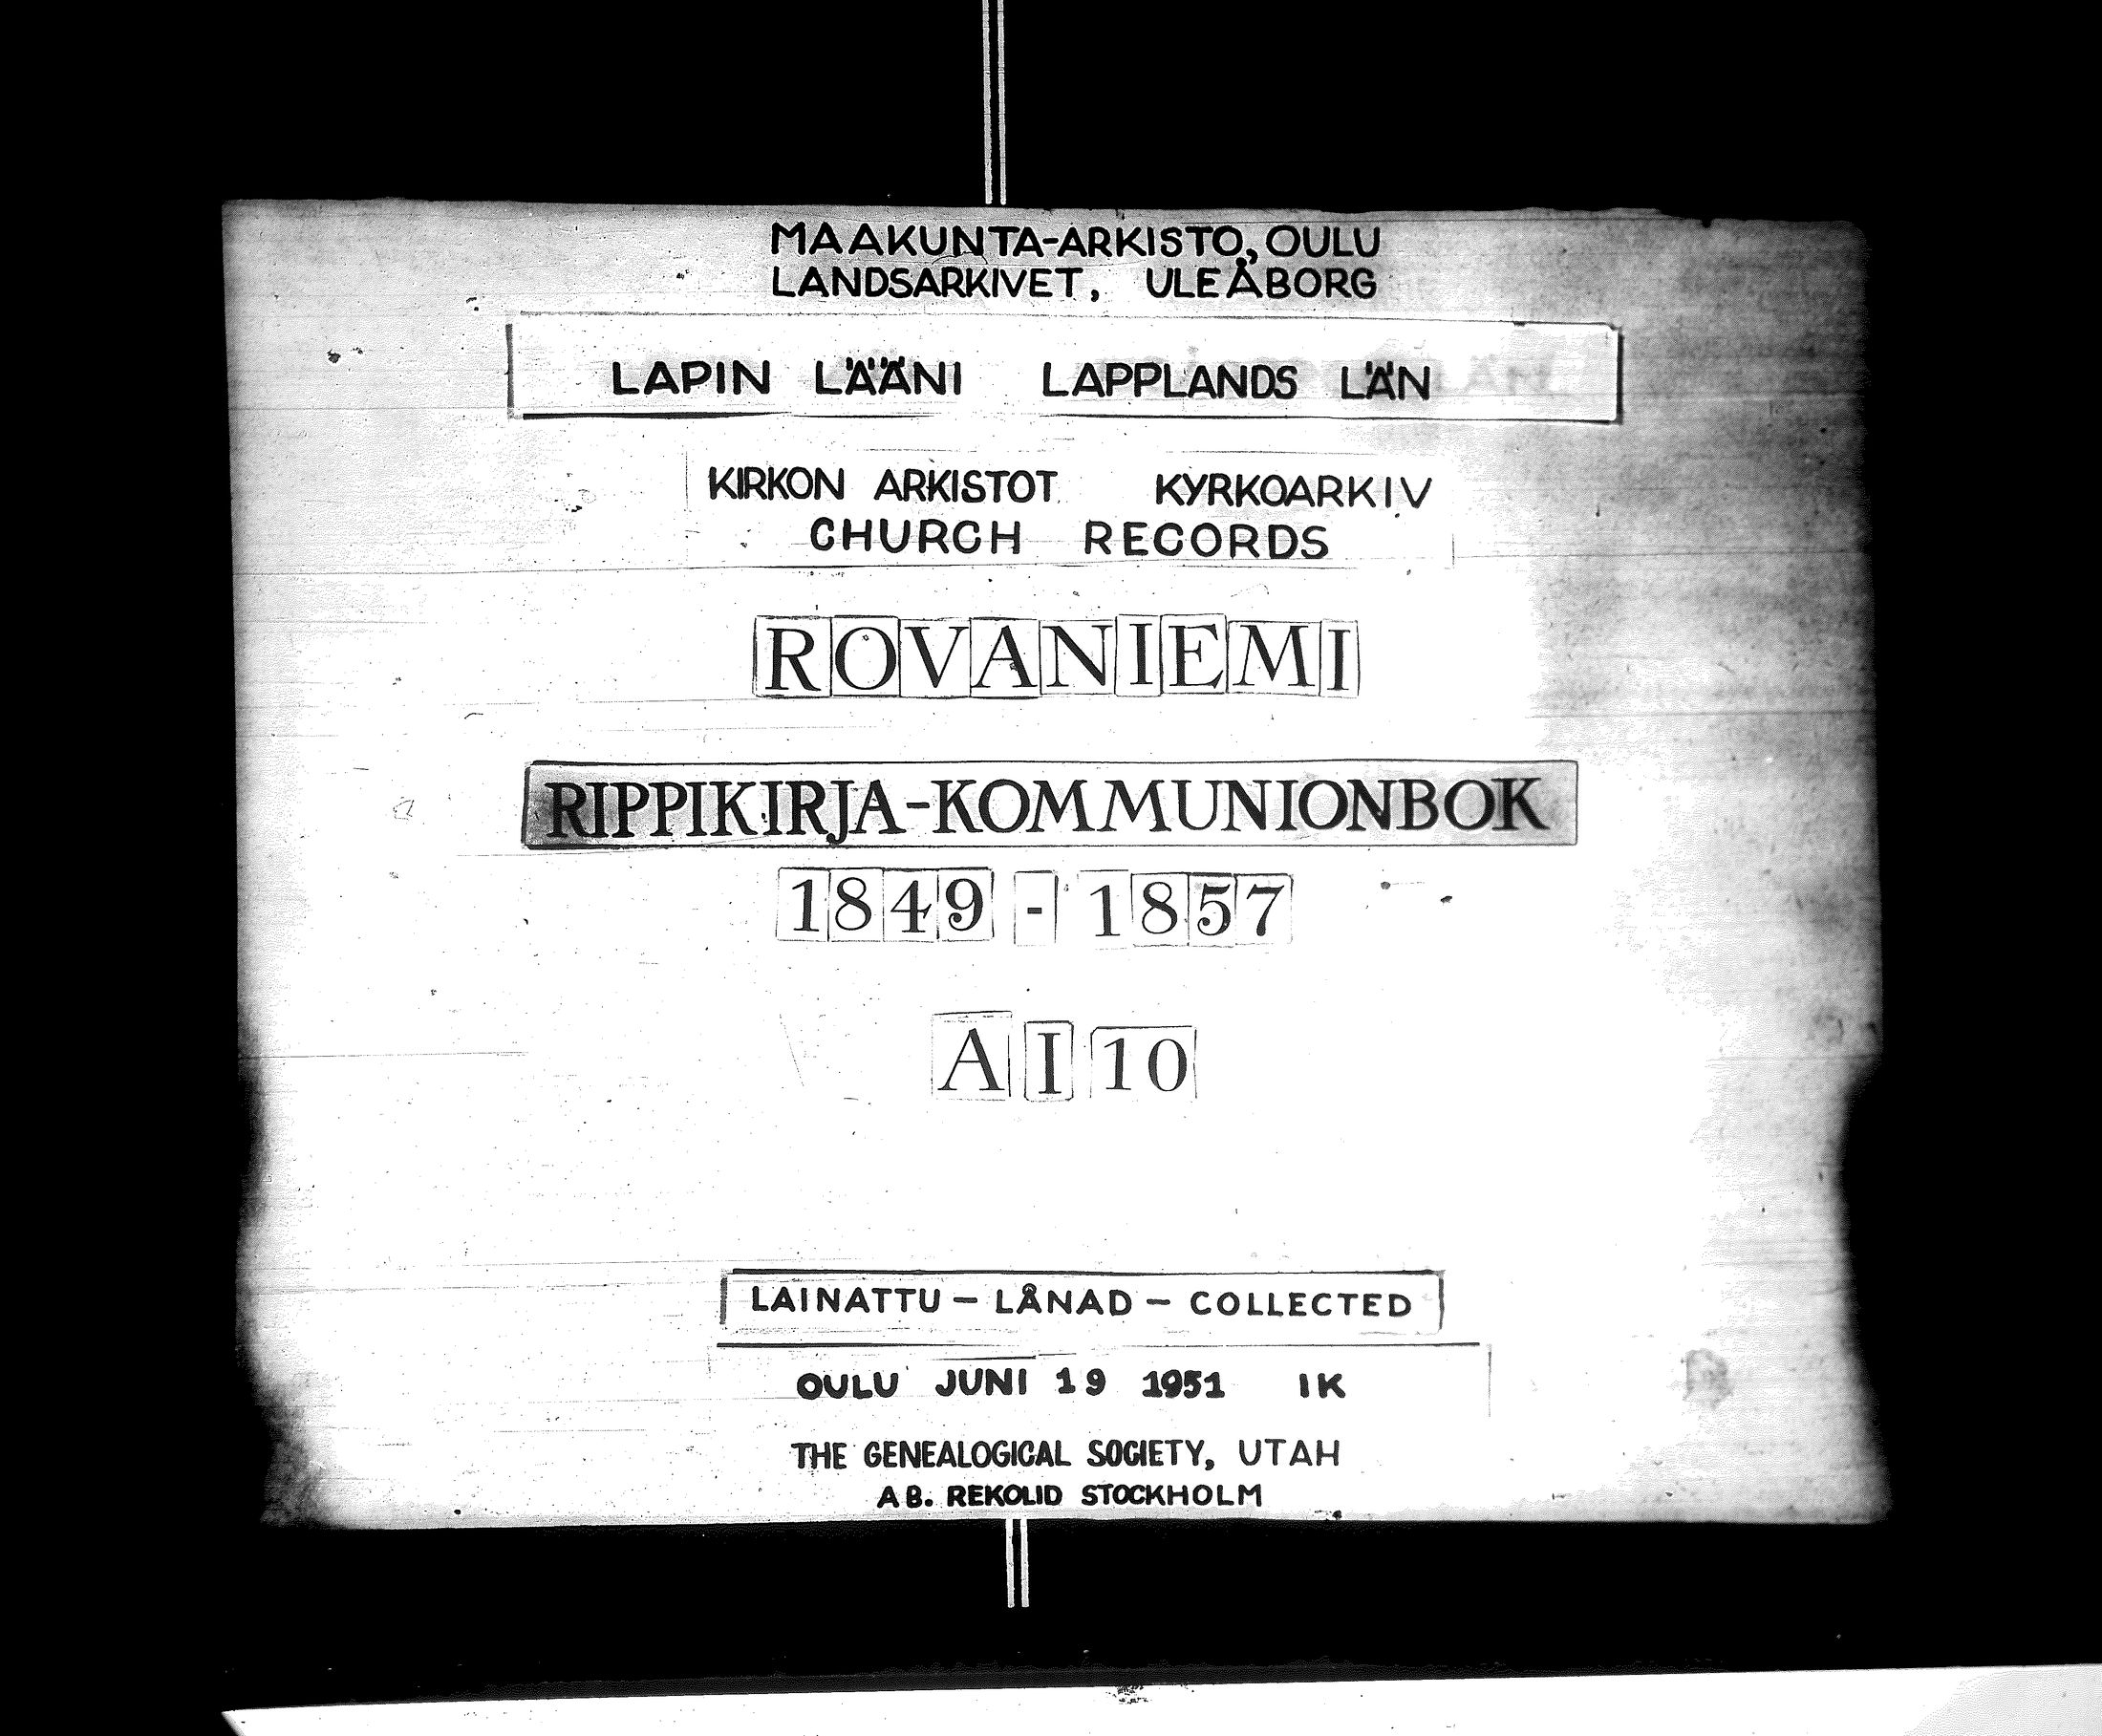 MAAKUNTA-ARKISTO, OULU
LANDSARKIVET, ULEÅBORG
LAPIN LÄÄNI LAPPLANDS LÄN
KIRKON ARKISTOT KYRKOARKIV
CHURCH RECORDS
ROVANIEMI
RIPPIKIRJA-KOMMUNIONBOK
1849 - 1857
A I 10
LAINATTU - LÅNAD - COLLECTED
OULU JUNI 19 1951 IK
THE GENEALOGICAL SOCIETY, UTAH
AB. REKOLID STOCKHOLM